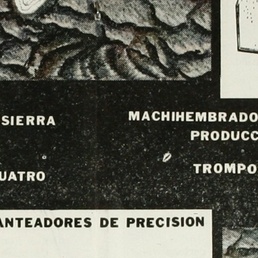 SIERRA
MACHIHEMBRADO
PRODUCC
UATRO
TROMPO
ANTEADORES DE PRECISION